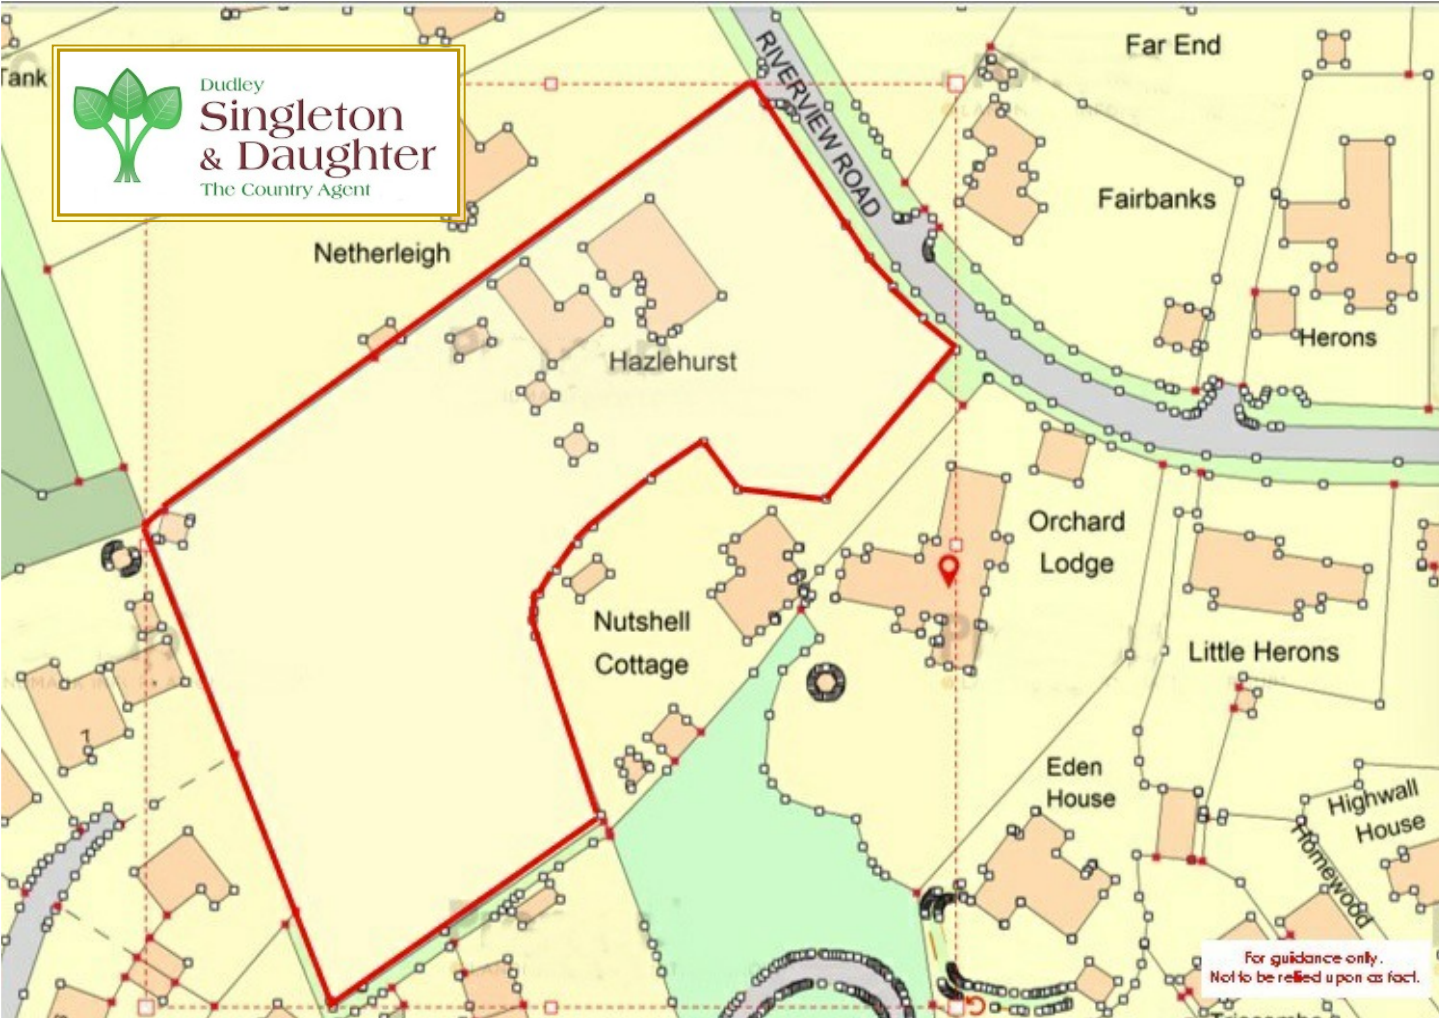 Far End
Tank
Dudley
Singleton
& Daughter
The Country Agent
RIVERVIEW ROAD
Fairbanks
Netherleigh
Herons
Hazlehurst
Orchard
Lodge
Nutshell
Cottage
Little Herons
7
Eden
House
Highwall
House
Homewood
For guidance only.
Not to be relied upon as fact.